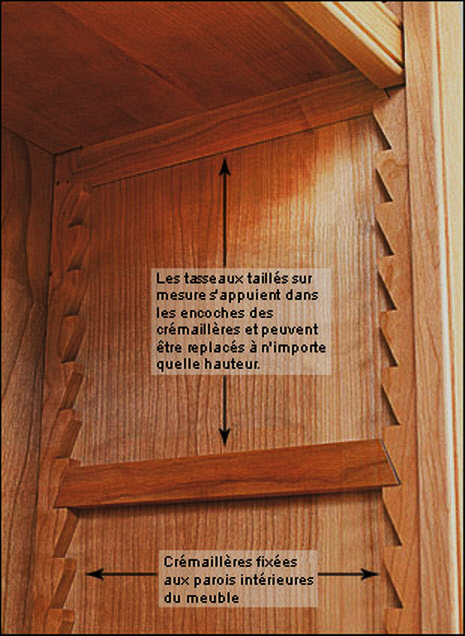 Les tasseaux taillés sur
mesure s'appuient dans
les encoches des
crémaillères et peuvent
être replacés à n'importe
quelle hauteur.
Crémaillères fixées
aux parois intérieures
du meuble